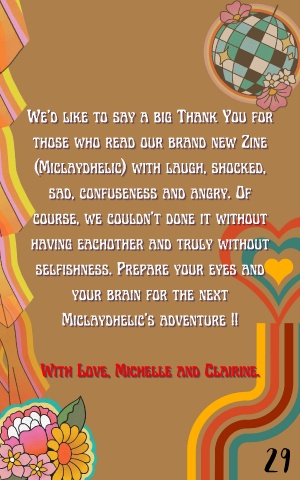 We'd like to say a big Thank You for
those who read our brand new Zine
(Miclaydhelic) with laugh, shocked,
sad, confuseness and angry. Of
course, we couldn't done it without
having eachother and truly without
selfishness. Prepare your eyes and
your brain for the next
Miclaydhelic's adventure !!
With Love, Michelle and Clairine.
29